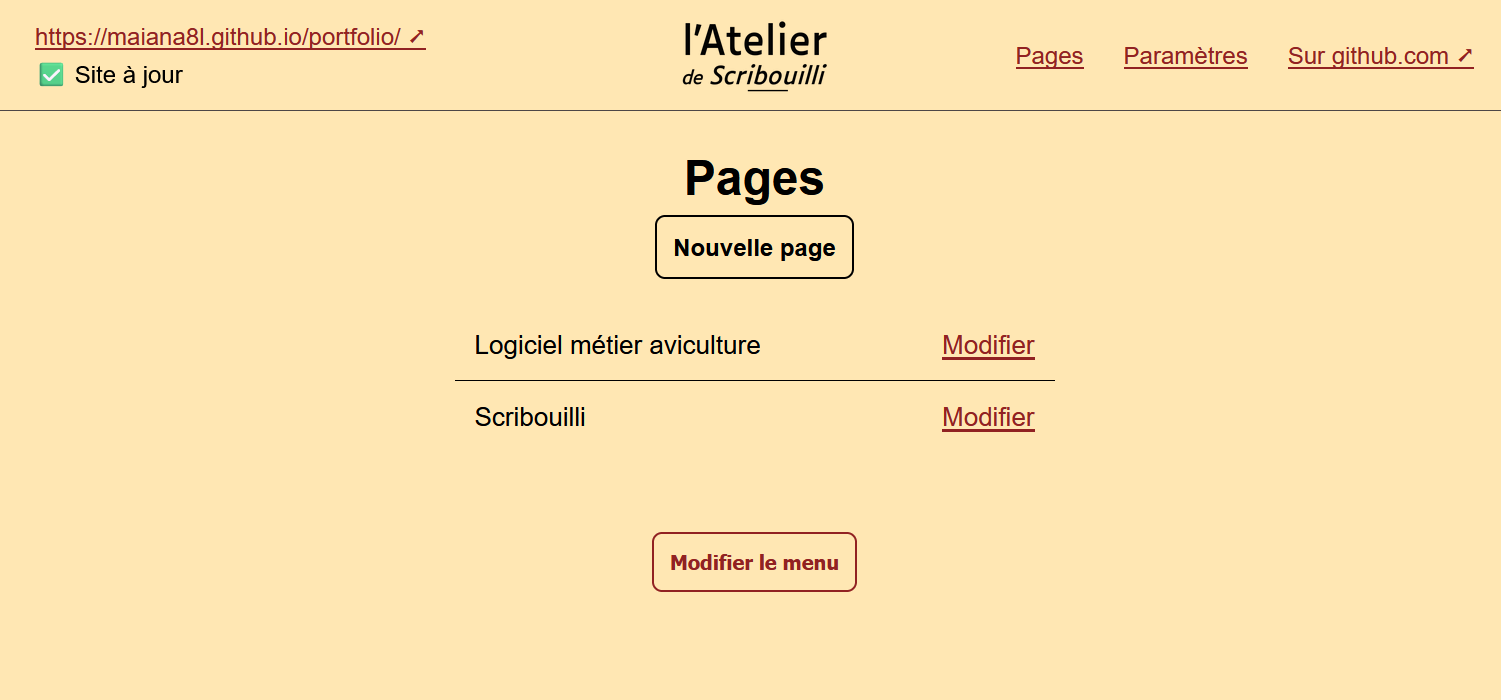 https://maiana8l.github.io/portfolio/ ➚
✅ Site à jour
l'Atelier
de Scribouilli
Pages
Paramètres
Sur github.com ➚
Pages
Nouvelle page
Logiciel métier aviculture
Modifier
Scribouilli
Modifier
Modifier le menu